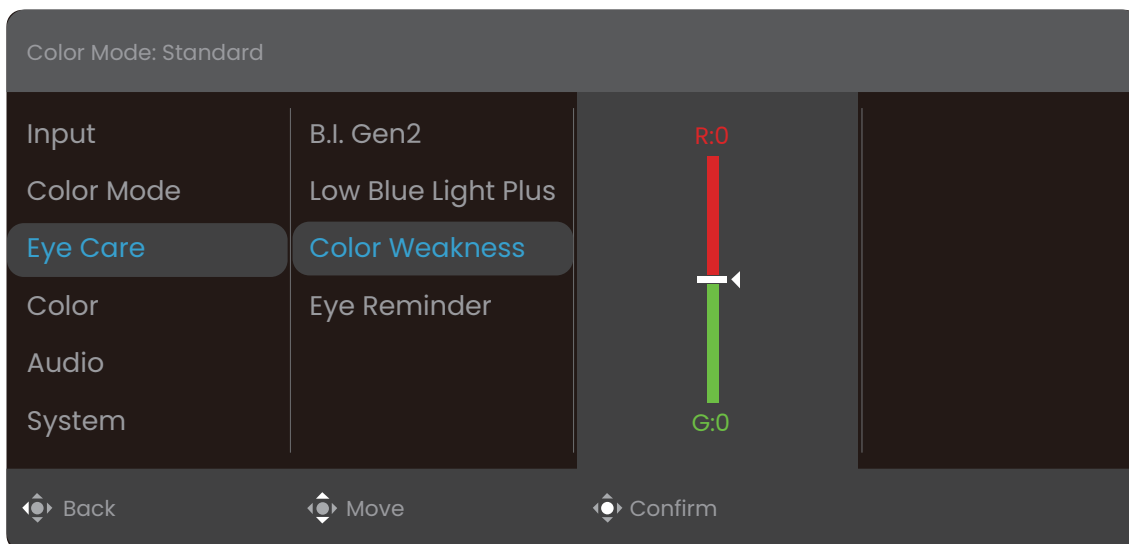 Color Mode: Standard
Input
Color Mode
Eye Care
Color
Audio
System
B.I. Gen2
Low Blue Light Plus
Color Weakness
Eye Reminder
R:0
G:0
Back
Move
Confirm